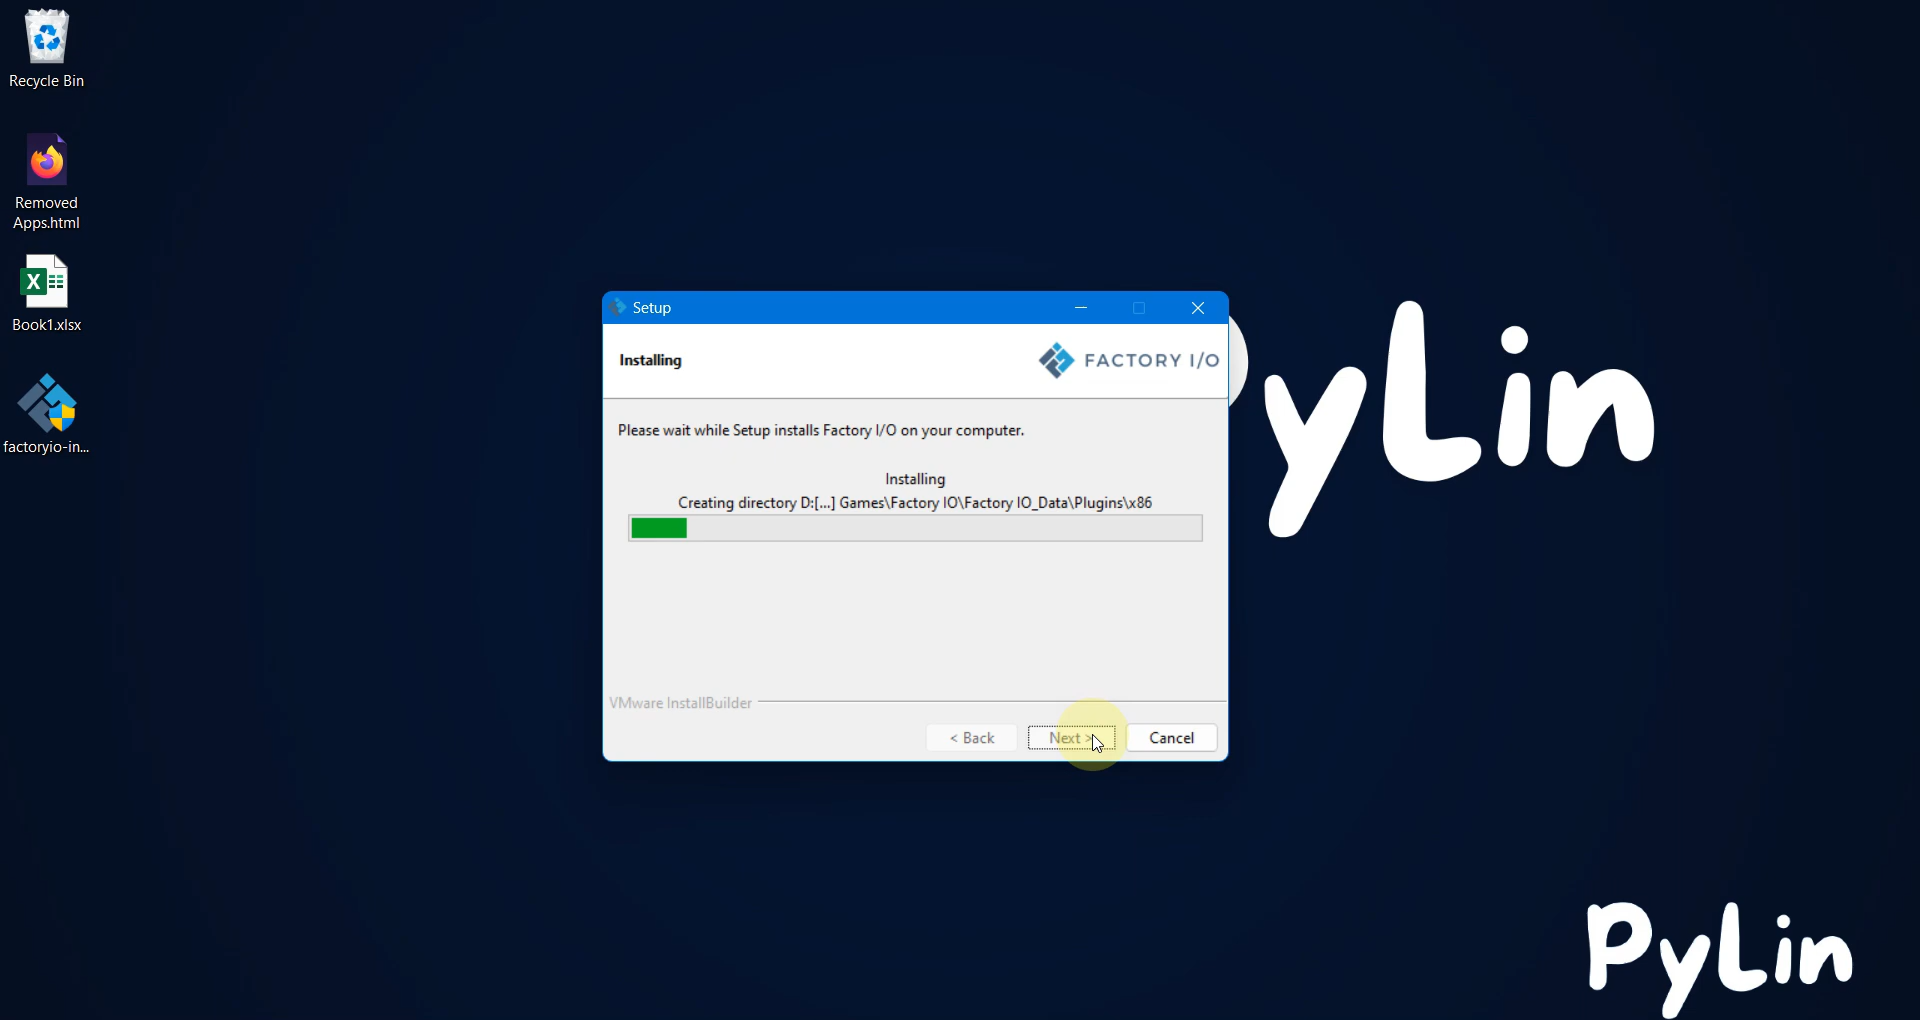 Recycle Bin
Removed
Apps.html
Book1.xlsx
factoryio-in...
Setup
Installing
FACTORY I/O
Please wait while Setup installs Factory I/O on your computer.
Installing
Creating directory D:[...] Games\Factory IO\Factory IO_Data\Plugins\x86
VMware InstallBuilder
< Back
Next >
Cancel
yLin
PyLin